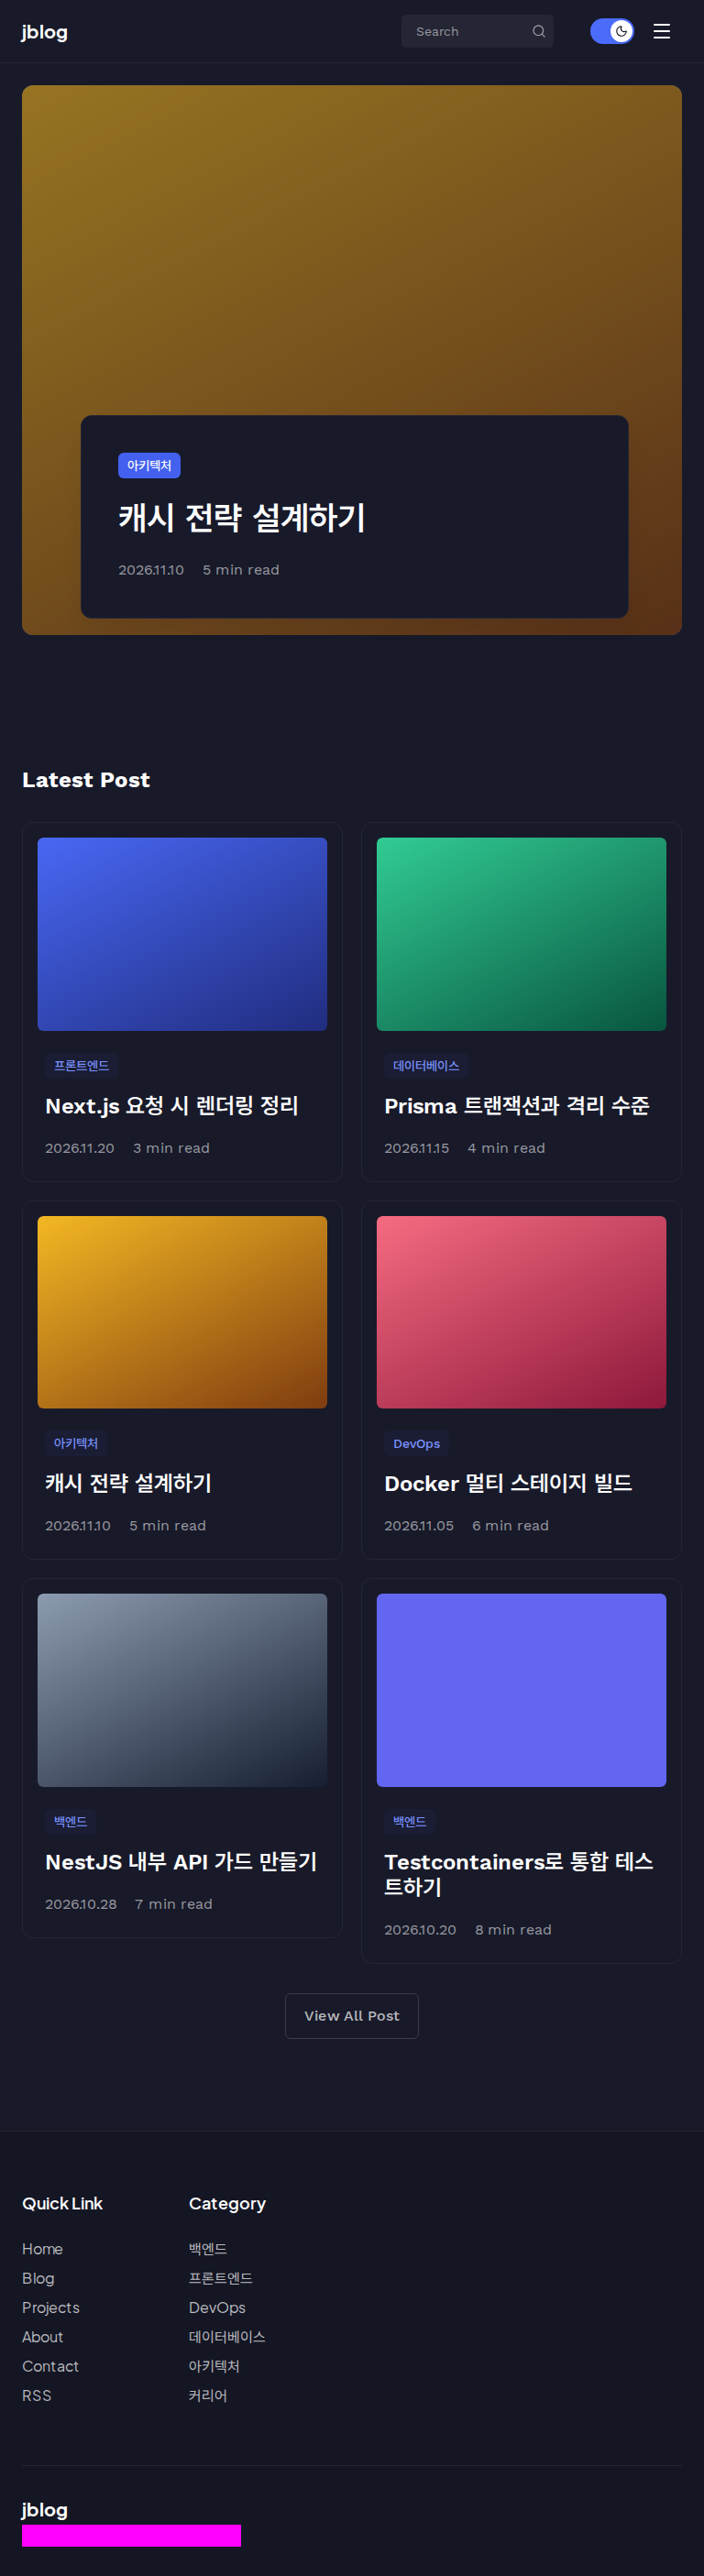 jblog
Search
아키텍처
캐시 전략 설계하기
2026.11.10 5 min read
Latest Post
프론트엔드
Next.js 요청 시 렌더링 정리
2026.11.20 3 min read
데이터베이스
Prisma 트랜잭션과 격리 수준
2026.11.15 4 min read
아키텍처
캐시 전략 설계하기
2026.11.10 5 min read
DevOps
Docker 멀티 스테이지 빌드
2026.11.05 6 min read
백엔드
NestJS 내부 API 가드 만들기
2026.10.28 7 min read
백엔드
Testcontainers로 통합 테스
트하기
2026.10.20 8 min read
View All Post
Quick Link
Home
Blog
Projects
About
Contact
RSS
Category
백엔드
프론트엔드
DevOps
데이터베이스
아키텍처
커리어
jblog